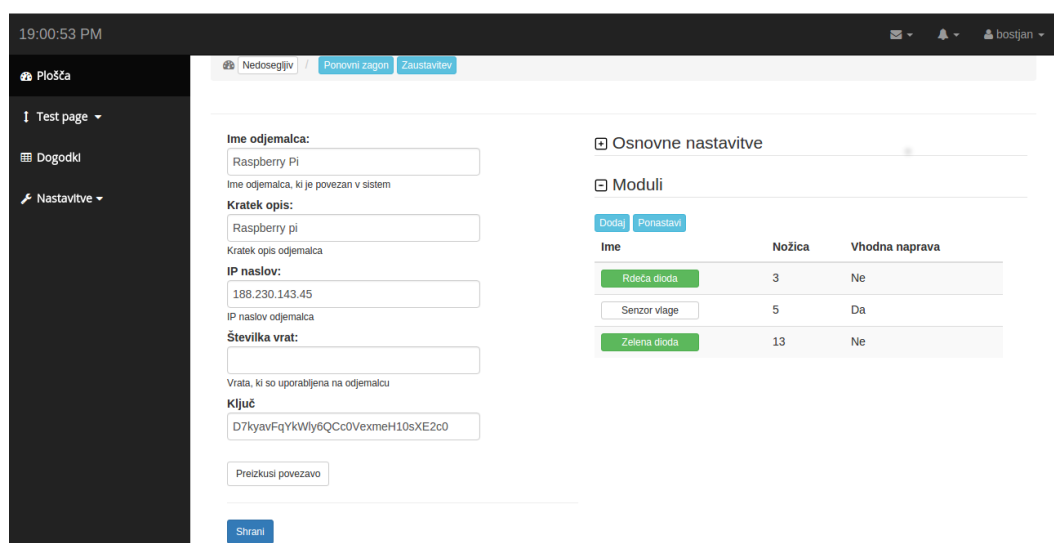 19:00:53 PM
bostjan
Plošča
Test page
Dogodki
Nastavitve
Nedosegljiv / Ponovni zagon Zaustavitev
Ime odjemalca:
Raspberry Pi
Ime odjemalca, ki je povezan v sistem
Kratek opis:
Raspberry pi
Kratek opis odjemalca
IP naslov:
188.230.143.45
IP naslov odjemalca
Številka vrat:
Vrata, ki so uporabljena na odjemalcu
Ključ
D7kyavFqYkWly6QCc0VexmeH10sXE2c0
Preizkusi povezavo
Shrani
Osnovne nastavitve
Moduli
Dodaj Ponastavi
Ime Nožica Vhodna naprava
Rdeča dioda 3 Ne
Senzor vlage 5 Da
Zelena dioda 13 Ne